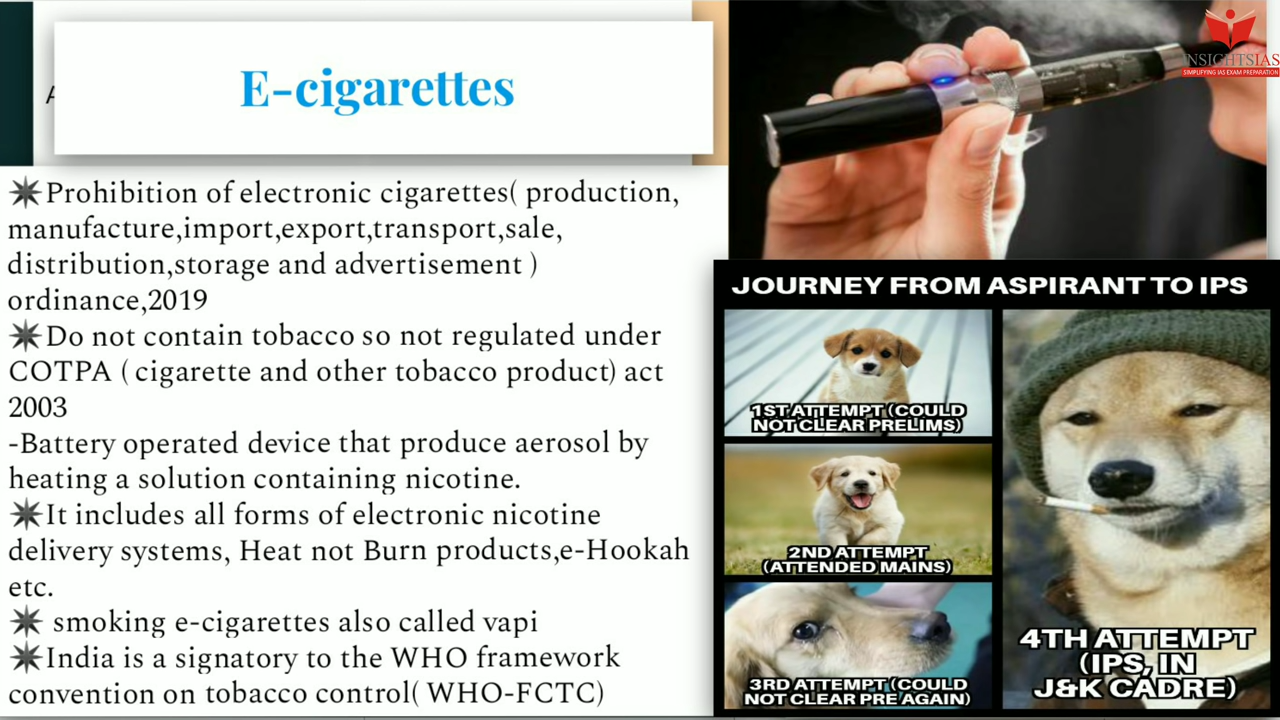 E-cigarettes
✷Prohibition of electronic cigarettes( production,
manufacture,import,export,transport,sale,
distribution,storage and advertisement )
ordinance,2019
✷Do not contain tobacco so not regulated under
COTPA ( cigarette and other tobacco product) act
2003
-Battery operated device that produce aerosol by
heating a solution containing nicotine.
✷It includes all forms of electronic nicotine
delivery systems, Heat not Burn products,e-Hookah
etc.
✷ smoking e-cigarettes also called vapi
✷India is a signatory to the WHO framework
convention on tobacco control( WHO-FCTC)
INSIGHTSIAS
SIMPLIFYING IAS EXAM PREPARATION
JOURNEY FROM ASPIRANT TO IPS
1ST ATTEMPT (COULD
NOT CLEAR PRELIMS)
2ND ATTEMPT
(ATTENDED MAINS)
3RD ATTEMPT (COULD
NOT CLEAR PRE AGAIN)
4TH ATTEMPT
(IPS, IN
J&K CADRE)